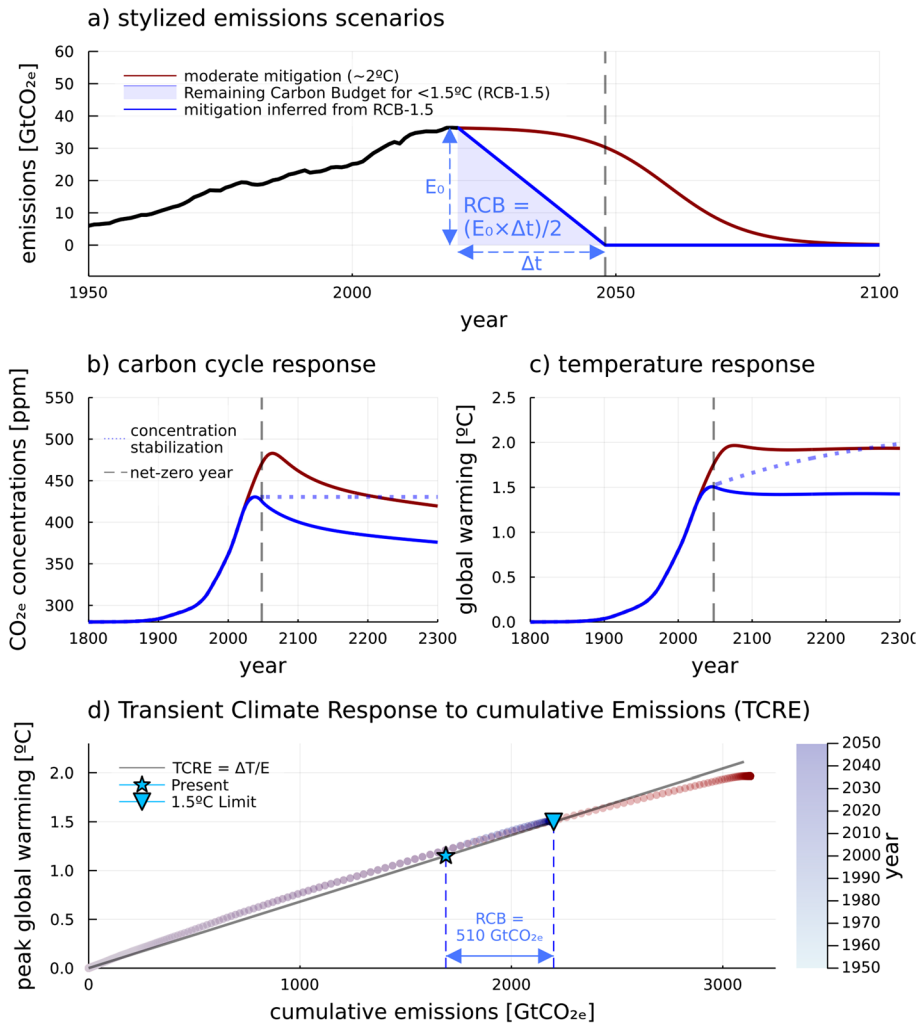 a) stylized emissions scenarios
emissions [GtCO₂ₑ]
60
50
40
30
20
10
0
moderate mitigation (~2ºC)
Remaining Carbon Budget for <1.5ºC (RCB-1.5)
mitigation inferred from RCB-1.5
E₀
RCB =
(E₀×Δt)/2
Δt
1950
2000
2050
2100
year
b) carbon cycle response
CO₂ₑ concentrations [ppm]
550
500
450
400
350
300
concentration
stabilization
net-zero year
1800
1900
2000
2100
2200
2300
year
c) temperature response
global warming [ºC]
2.5
2.0
1.5
1.0
0.5
0.0
1800
1900
2000
2100
2200
2300
year
d) Transient Climate Response to cumulative Emissions (TCRE)
peak global warming [ºC]
2.0
1.5
1.0
0.5
0.0
TCRE = ΔT/E
Present
1.5ºC Limit
RCB =
510 GtCO₂ₑ
0
1000
2000
3000
cumulative emissions [GtCO₂ₑ]
2050
2040
2030
2020
2010
2000
1990
1980
1970
1960
1950
year